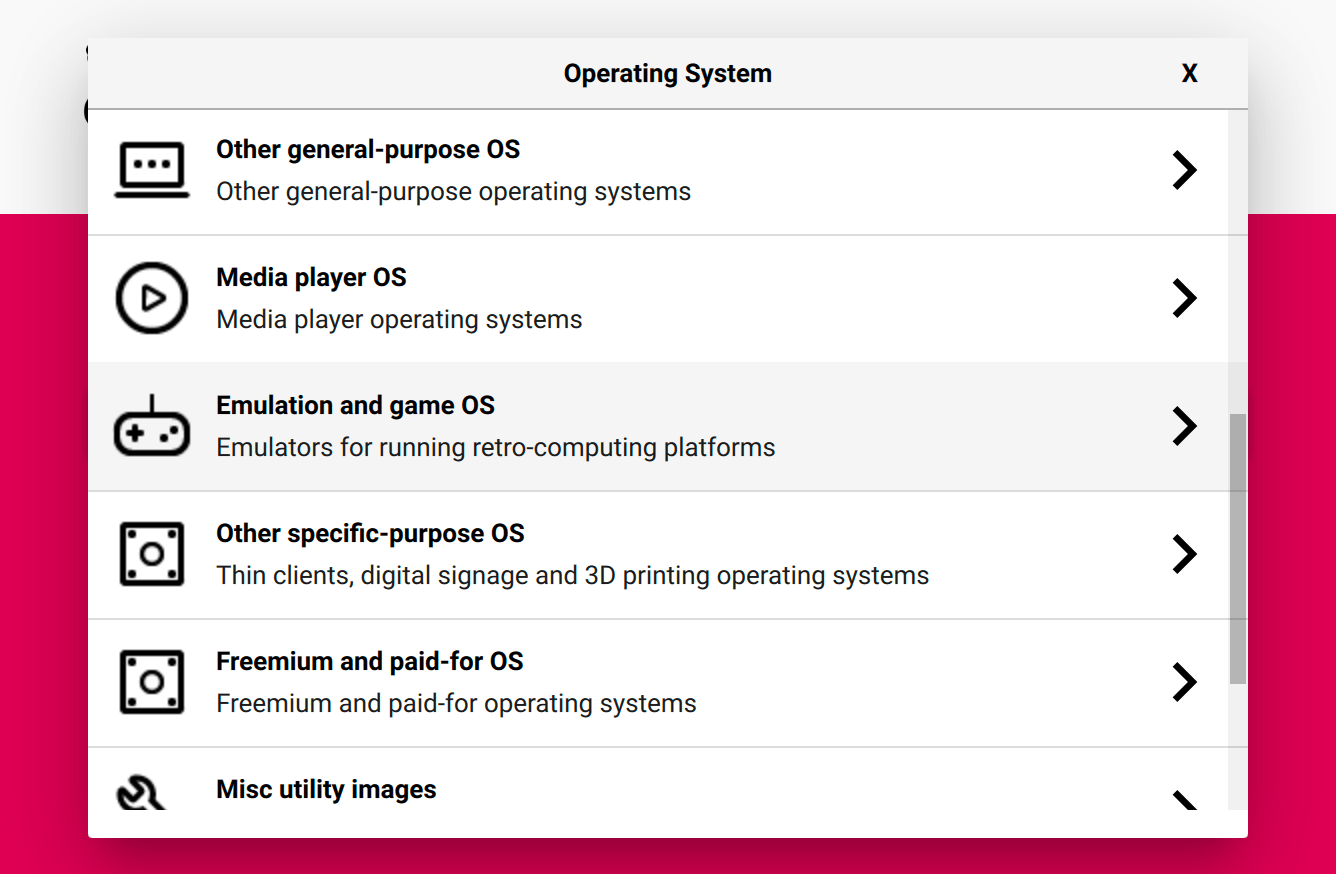 Operating System
X
Other general-purpose OS
Other general-purpose operating systems
Media player OS
Media player operating systems
Emulation and game OS
Emulators for running retro-computing platforms
Other specific-purpose OS
Thin clients, digital signage and 3D printing operating systems
Freemium and paid-for OS
Freemium and paid-for operating systems
Misc utility images